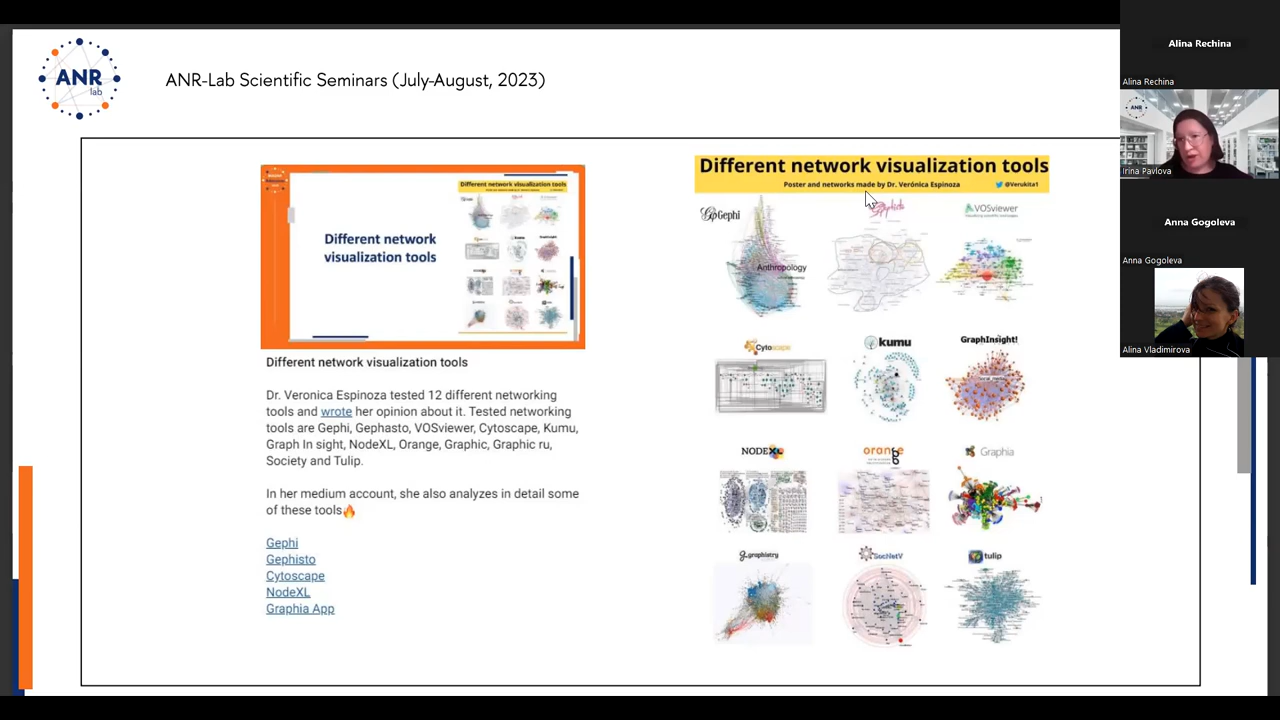 ANR
lab
ANR-Lab Scientific Seminars (July-August, 2023)
Different network visualization tools
Different network
visualization tools
Different network visualization tools
Dr. Veronica Espinoza tested 12 different networking
tools and wrote her opinion about it. Tested networking
tools are Gephi, Gephasto, VOSviewer, Cytoscape, Kumu,
Graph In sight, NodeXL, Orange, Graphic, Graphic ru,
Society and Tulip.
In her medium account, she also analyzes in detail some
of these tools🔥
Gephi
Gephisto
Cytoscape
NodeXL
Graphia App
Different network visualization tools
Poster and networks made by Dr. Verónica Espinoza
@Verukita1
Gephi
VOSviewer
Anthropology
Cytoscape
kumu
GraphInsight!
NODEXL
orange
Graphia
graphistry
SocNetV
tulip
Alina Rechina
Alina Rechina
ANR
Irina Pavlova
Anna Gogoleva
Anna Gogoleva
Alina Vladimirova